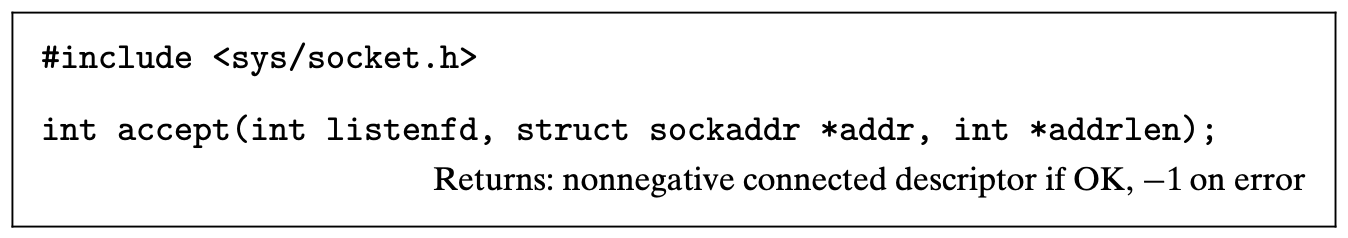 #include <sys/socket.h>
int accept(int listenfd, struct sockaddr *addr, int *addrlen);
Returns: nonnegative connected descriptor if OK, −1 on error